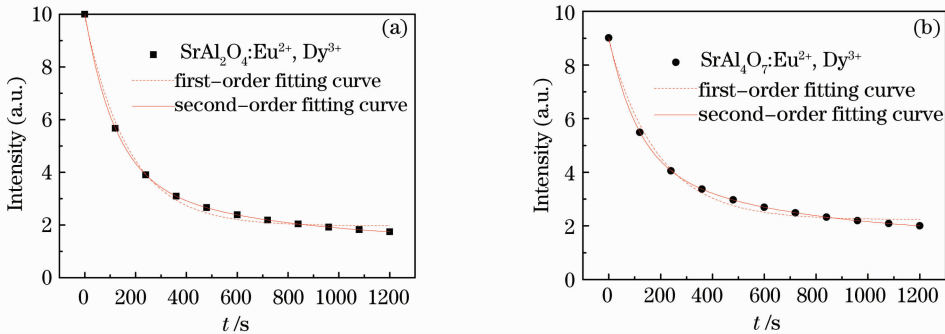 (a)
SrAl₂O₄:Eu²⁺, Dy³⁺
first−order fitting curve
second−order fitting curve
Intensity (a.u.)
10
8
6
4
2
0
0 200 400 600 800 1000 1200
t /s
(b)
SrAl₄O₇:Eu²⁺, Dy³⁺
first−order fitting curve
second−order fitting curve
Intensity (a.u.)
10
8
6
4
2
0
0 200 400 600 800 1000 1200
t /s